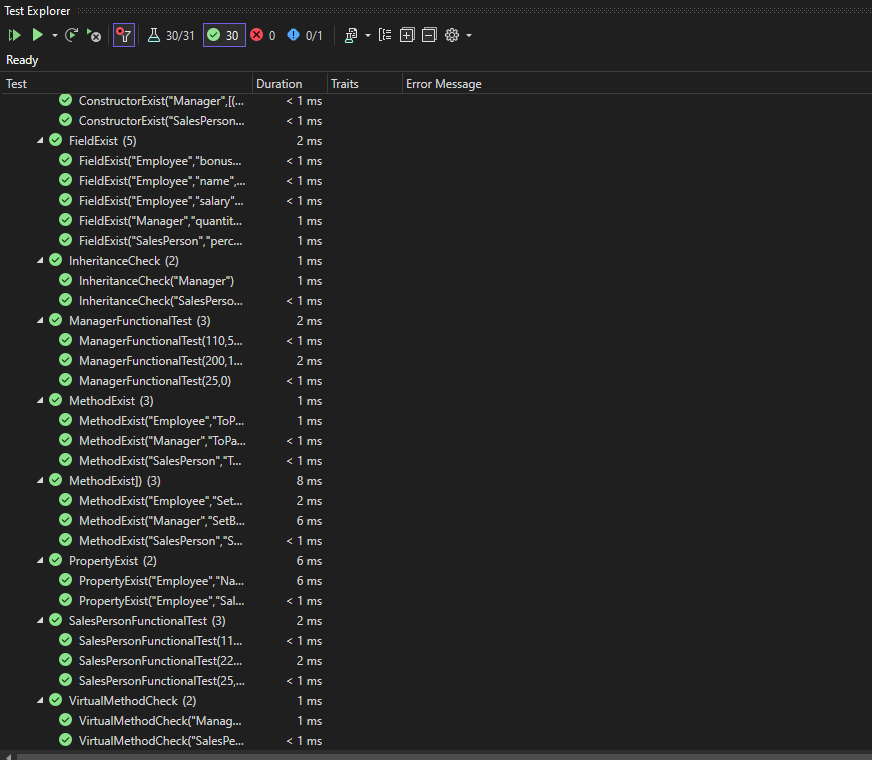 Test Explorer
30/31 30 0 0/1
Ready
Test Duration Traits Error Message
ConstructorExist("Manager",[(... < 1 ms
ConstructorExist("SalesPerson... < 1 ms
FieldExist (5) 2 ms
FieldExist("Employee","bonus... < 1 ms
FieldExist("Employee","name",... < 1 ms
FieldExist("Employee","salary"... < 1 ms
FieldExist("Manager","quantit... 1 ms
FieldExist("SalesPerson","perc... 1 ms
InheritanceCheck (2) 1 ms
InheritanceCheck("Manager") 1 ms
InheritanceCheck("SalesPerso... < 1 ms
ManagerFunctionalTest (3) 2 ms
ManagerFunctionalTest(110,5... < 1 ms
ManagerFunctionalTest(200,1... 2 ms
ManagerFunctionalTest(25,0) < 1 ms
MethodExist (3) 1 ms
MethodExist("Employee","ToP... 1 ms
MethodExist("Manager","ToPa... < 1 ms
MethodExist("SalesPerson","T... < 1 ms
MethodExist]) (3) 8 ms
MethodExist("Employee","Set... 2 ms
MethodExist("Manager","SetB... 6 ms
MethodExist("SalesPerson","S... < 1 ms
PropertyExist (2) 6 ms
PropertyExist("Employee","Na... 6 ms
PropertyExist("Employee","Sal... < 1 ms
SalesPersonFunctionalTest (3) 2 ms
SalesPersonFunctionalTest(11... < 1 ms
SalesPersonFunctionalTest(22... 2 ms
SalesPersonFunctionalTest(25,... < 1 ms
VirtualMethodCheck (2) 1 ms
VirtualMethodCheck("Manag... 1 ms
VirtualMethodCheck("SalesPe... < 1 ms